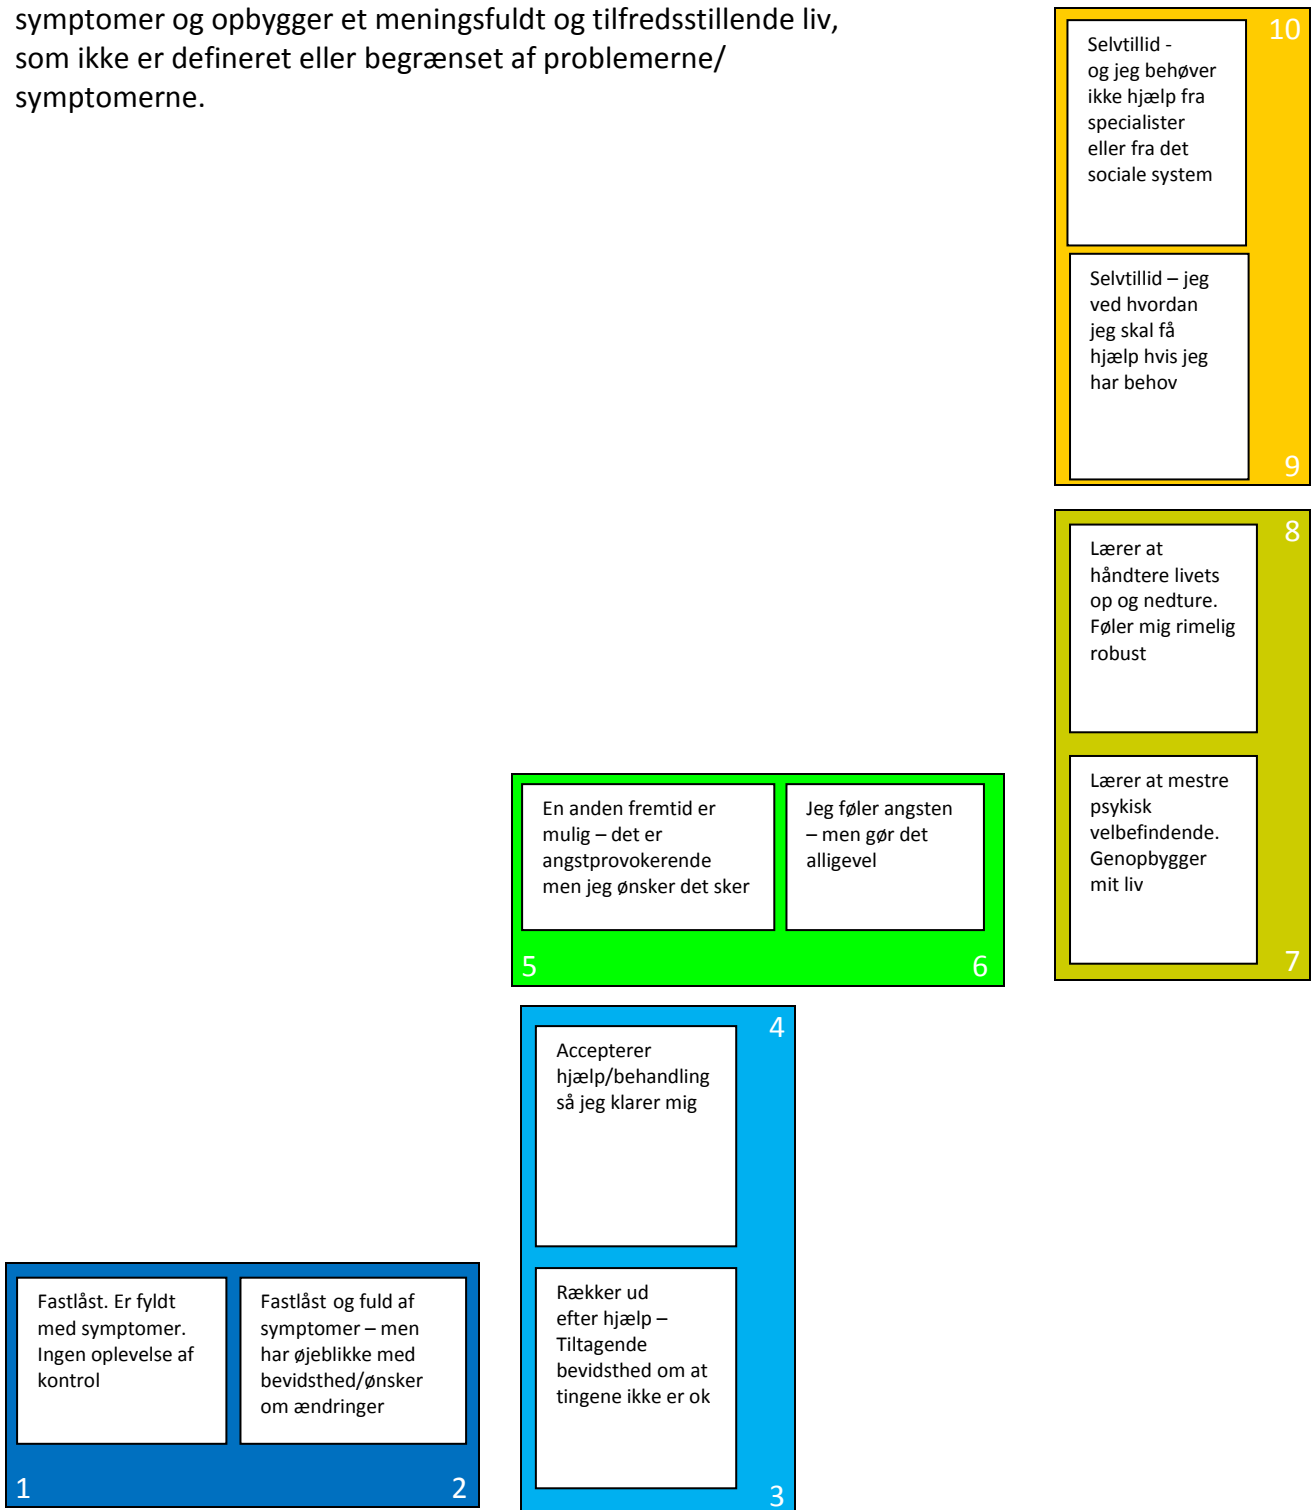 symptomer og opbygger et meningsfuldt og tilfredsstillende liv,
som ikke er defineret eller begrænset af problemerne/
symptomerne.
10
Selvtillid -
og jeg behøver
ikke hjælp fra
specialister
eller fra det
sociale system
Selvtillid – jeg
ved hvordan
jeg skal få
hjælp hvis jeg
har behov
9
8
Lærer at
håndtere livets
op og nedture.
Føler mig rimelig
robust
Lærer at mestre
psykisk
velbefindende.
Genopbygger
mit liv
7
En anden fremtid er
mulig – det er
angstprovokerende
men jeg ønsker det sker
Jeg føler angsten
– men gør det
alligevel
5
6
4
Accepterer
hjælp/behandling
så jeg klarer mig
Rækker ud
efter hjælp –
Tiltagende
bevidsthed om at
tingene ikke er ok
3
Fastlåst. Er fyldt
med symptomer.
Ingen oplevelse af
kontrol
Fastlåst og fuld af
symptomer – men
har øjeblikke med
bevidsthed/ønsker
om ændringer
1
2